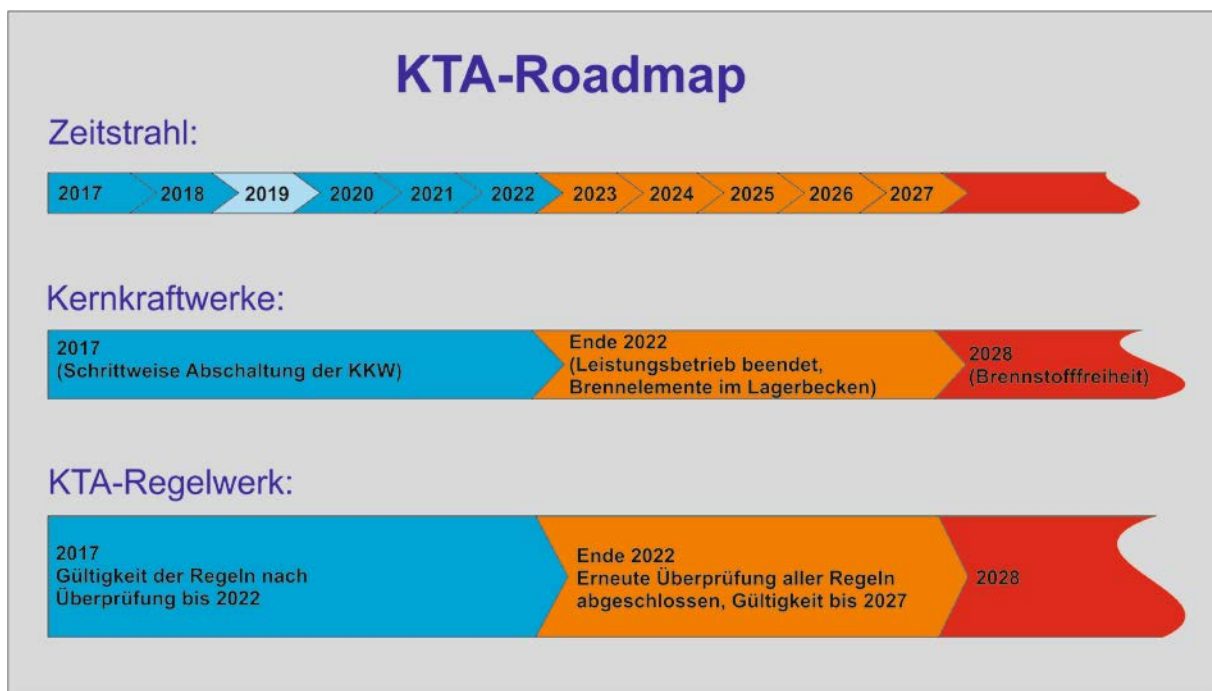 KTA-Roadmap
Zeitstrahl:
2017 2018 2019 2020 2021 2022 2023 2024 2025 2026 2027
Kernkraftwerke:
2017
(Schrittweise Abschaltung der KKW)
Ende 2022
(Leistungsbetrieb beendet,
Brennelemente im Lagerbecken)
2028
(Brennstofffreiheit)
KTA-Regelwerk:
2017
Gültigkeit der Regeln nach
Überprüfung bis 2022
Ende 2022
Erneute Überprüfung aller Regeln
abgeschlossen, Gültigkeit bis 2027
2028